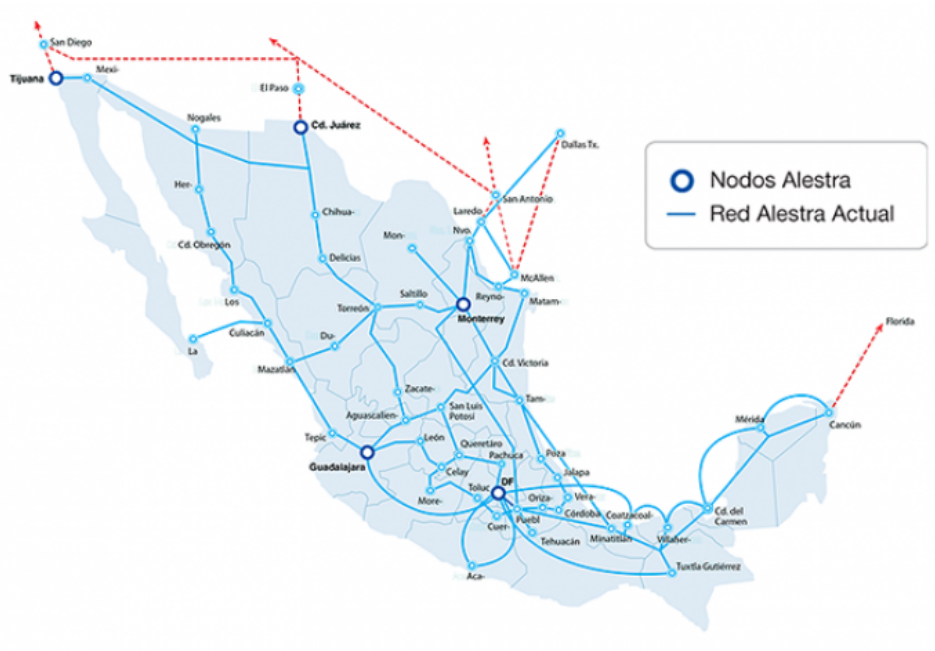 San Diego
Tijuana
Mexi-
El Paso
Nogales
Cd. Juárez
Dallas Tx.
Nodos Alestra
Red Alestra Actual
Her-
San Antonio
Chihua-
Laredo
Nvo.
Mon-
Cd. Obregón
Delicias
McAllen
Los
Saltillo
Reyno-
Matam-
Torreón
Monterrey
Florida
Culiacán
Du-
La
Mazatlán
Cd. Victoria
Zacate-
Tam-
Aguascalien-
San Luis
Potosí
Mérida
Cancún
Tepic
León
Queretáro
Guadalajara
Pachuca
Poza
Celay
Jalapa
Toluc
DF
More-
Oriza-
Vera-
Cuer-
Puebl
Córdoba
Coatzacoal-
Cd. del
Carmen
Tehuacán
Minatitlán
Villaher-
Aca-
Tuxtla Gutiérrez